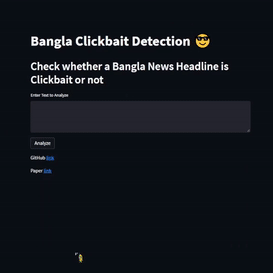 Bangla Clickbait Detection 😎
Check whether a Bangla News Headline is
Clickbait or not
Enter Text to Analyze
Analyze
GitHub link
Paper link